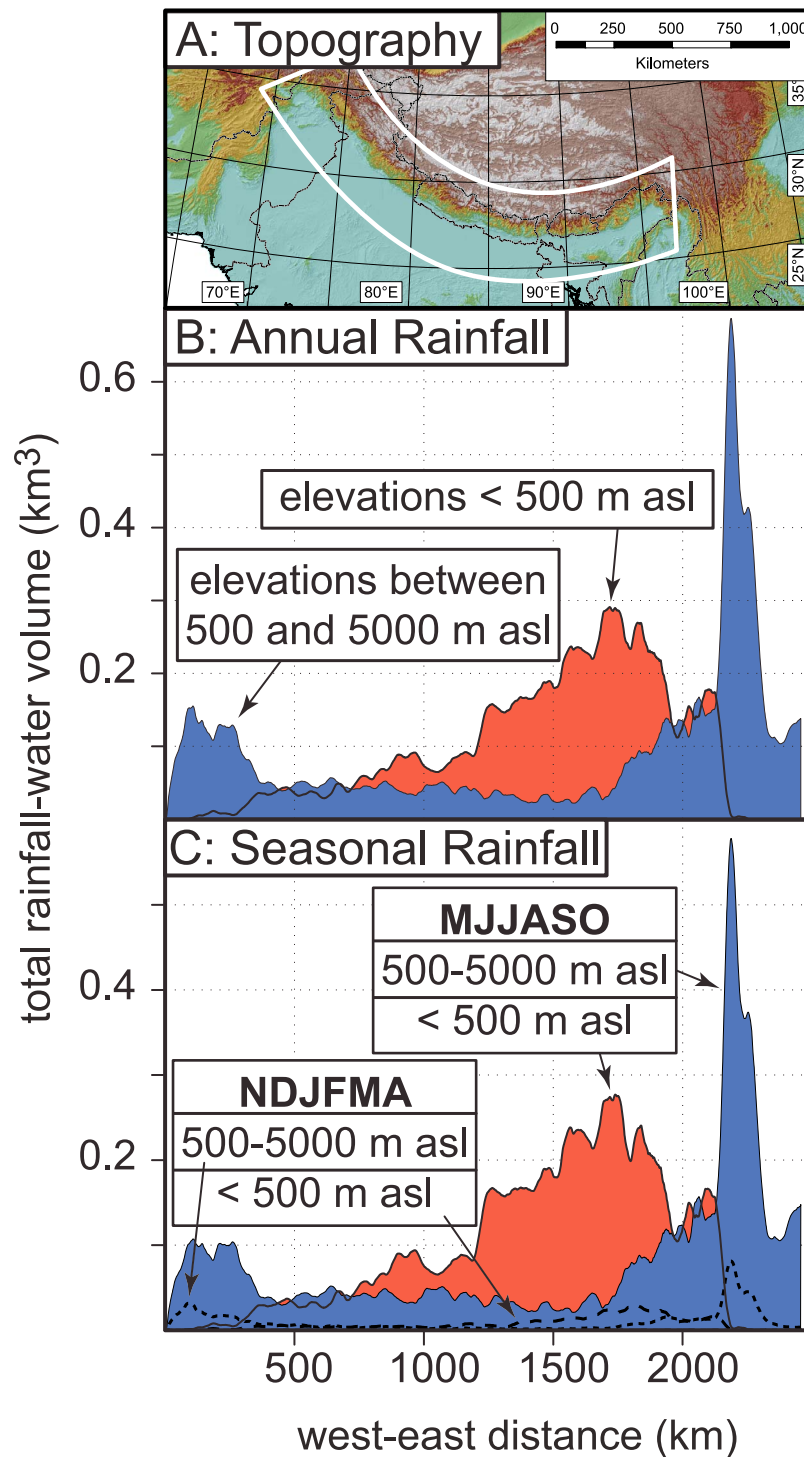 A: Topography
0 250 500 750 1,000
Kilometers
35°
30°N
25°N
70°E
80°E
90°E
100°E
B: Annual Rainfall
0.6
0.4
0.2
elevations < 500 m asl
elevations between
500 and 5000 m asl
total rainfall-water volume (km³)
C: Seasonal Rainfall
0.4
0.2
MJJASO
500-5000 m asl
< 500 m asl
NDJFMA
500-5000 m asl
< 500 m asl
500 1000 1500 2000
west-east distance (km)